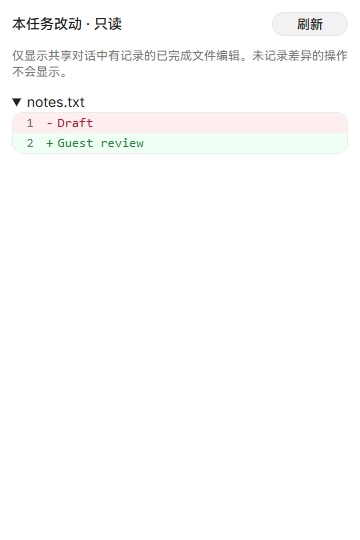 本任务改动 · 只读
刷新
仅显示共享对话中有记录的已完成文件编辑。未记录差异的操作
不会显示。
▼ notes.txt
1 - Draft
2 + Guest review